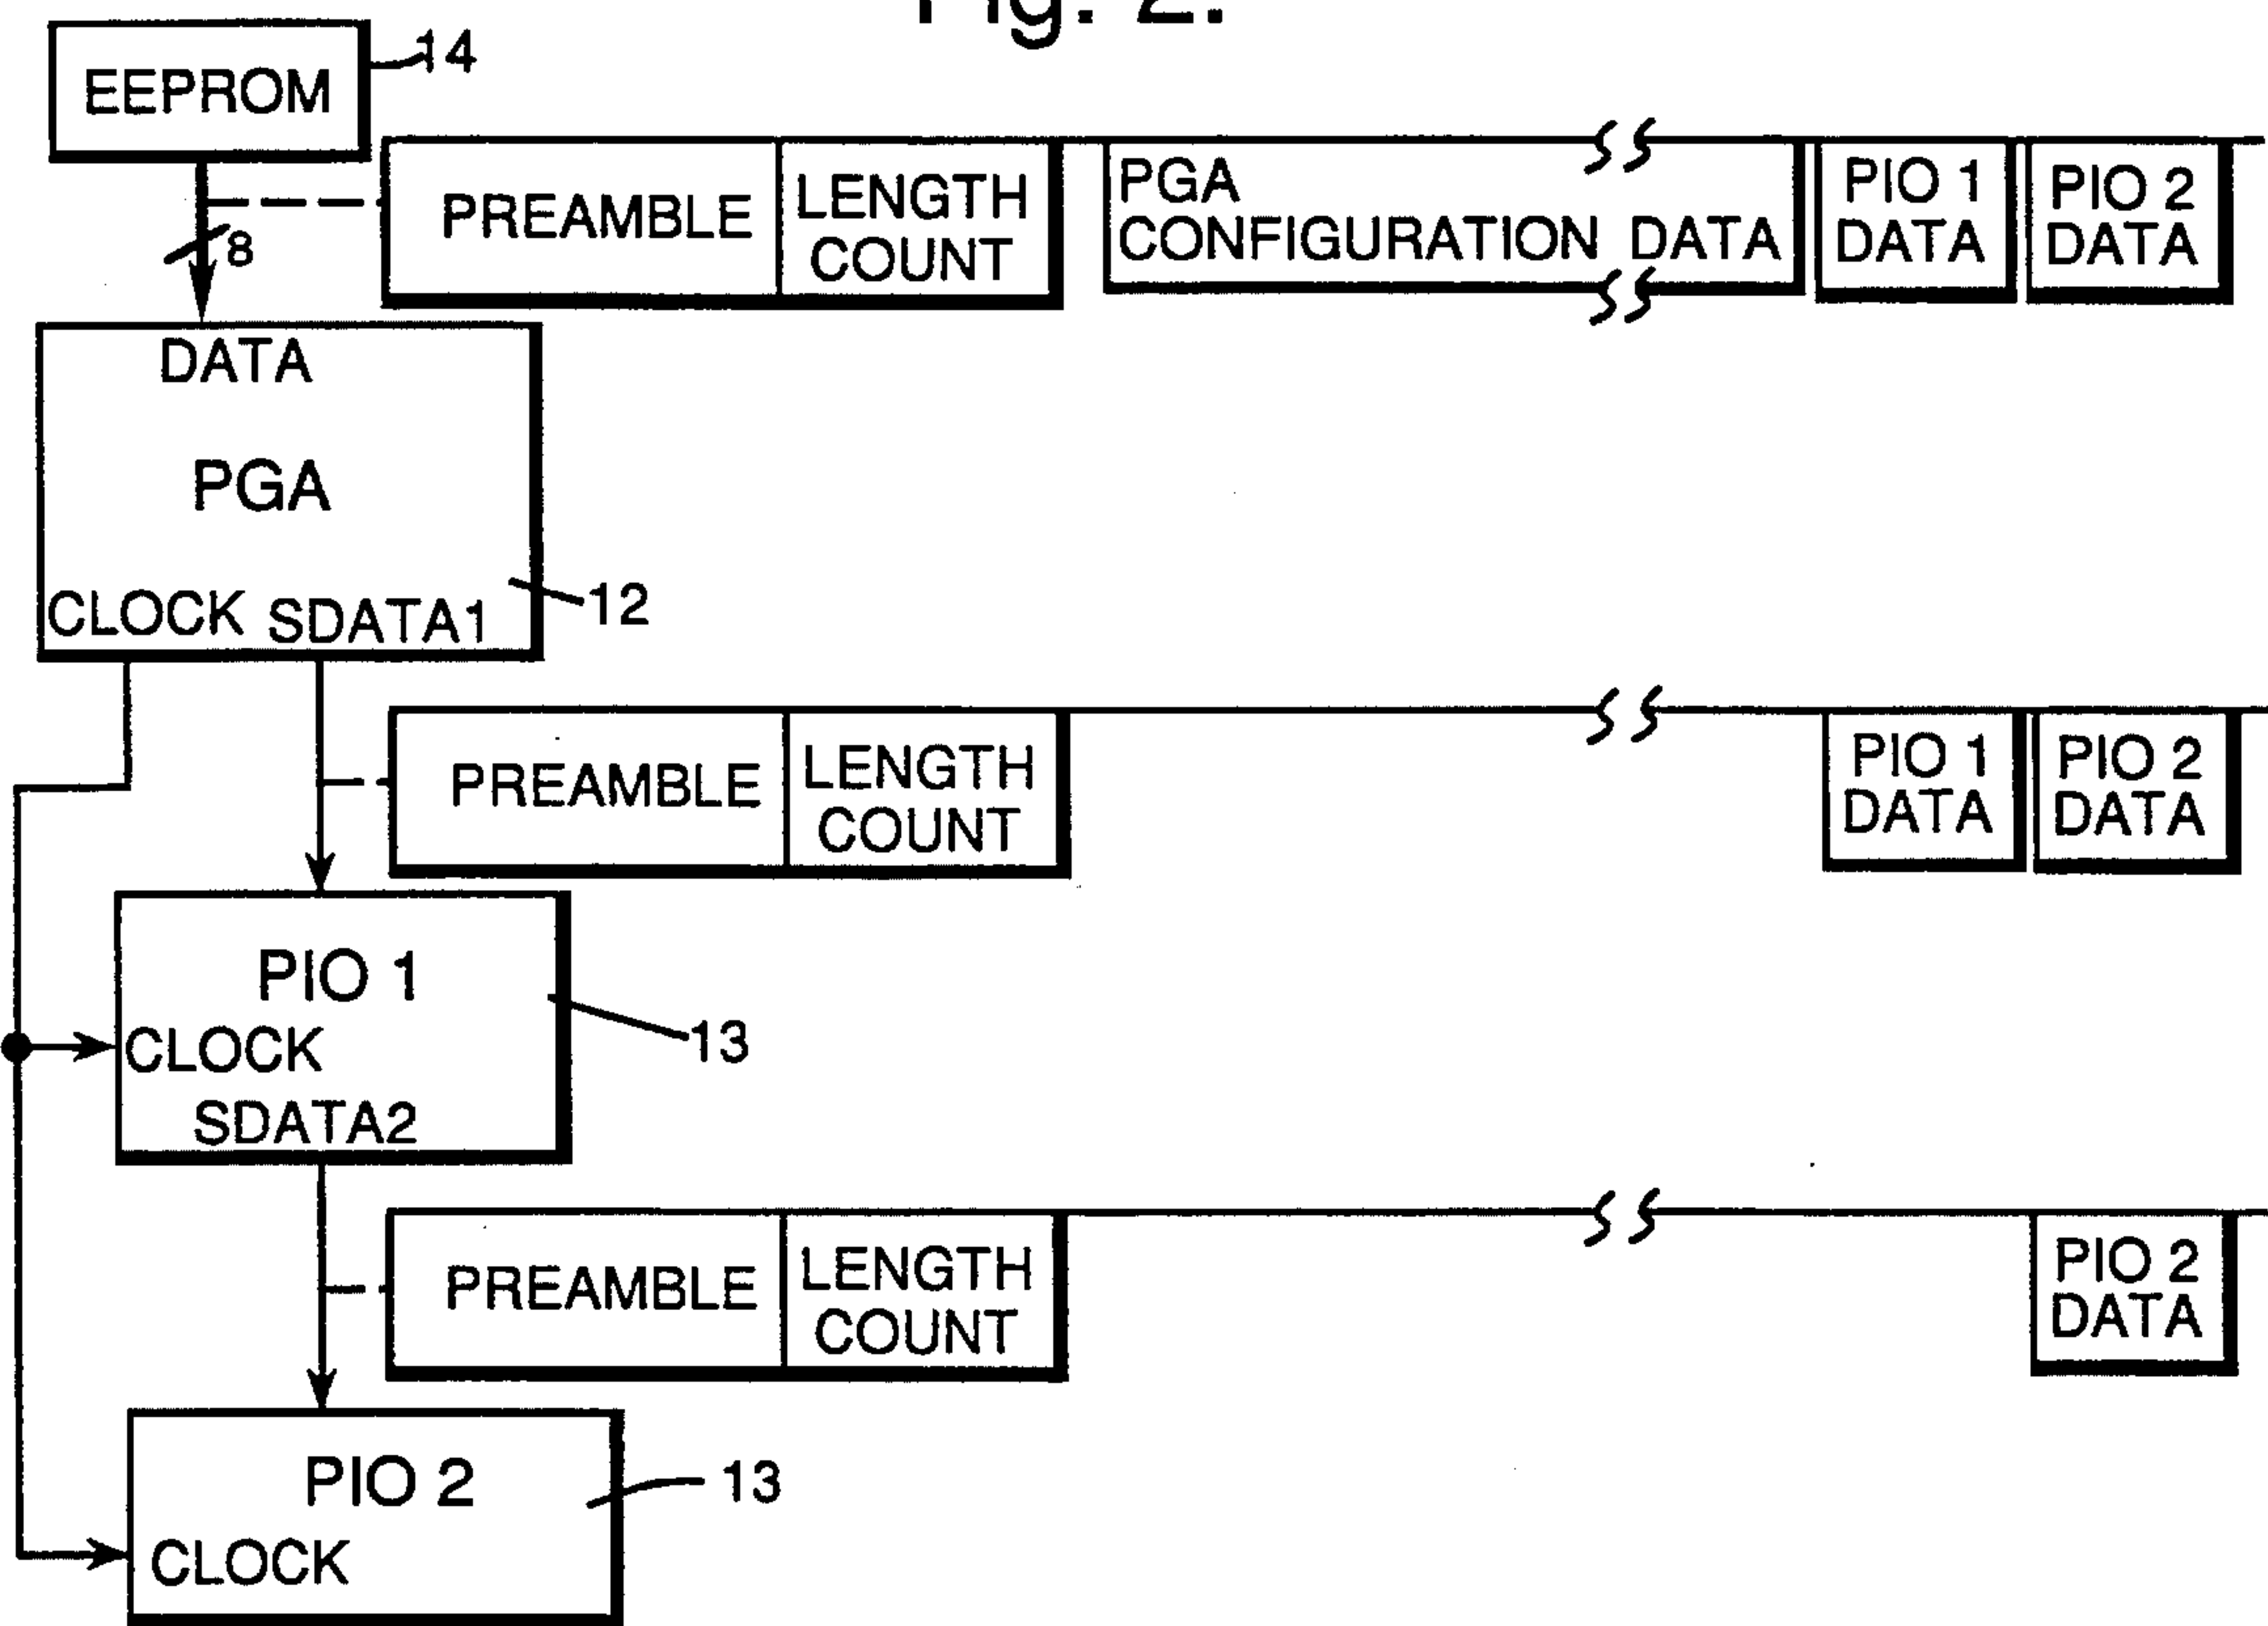 Fig. 2.
EEPROM
14
8
PREAMBLE
LENGTH
COUNT
PGA
CONFIGURATION DATA
PIO 1
DATA
PIO 2
DATA
DATA
PGA
CLOCK SDATA1
12
PREAMBLE
LENGTH
COUNT
PIO 1
DATA
PIO 2
DATA
PIO 1
CLOCK
SDATA2
13
PREAMBLE
LENGTH
COUNT
PIO 2
DATA
PIO 2
CLOCK
13